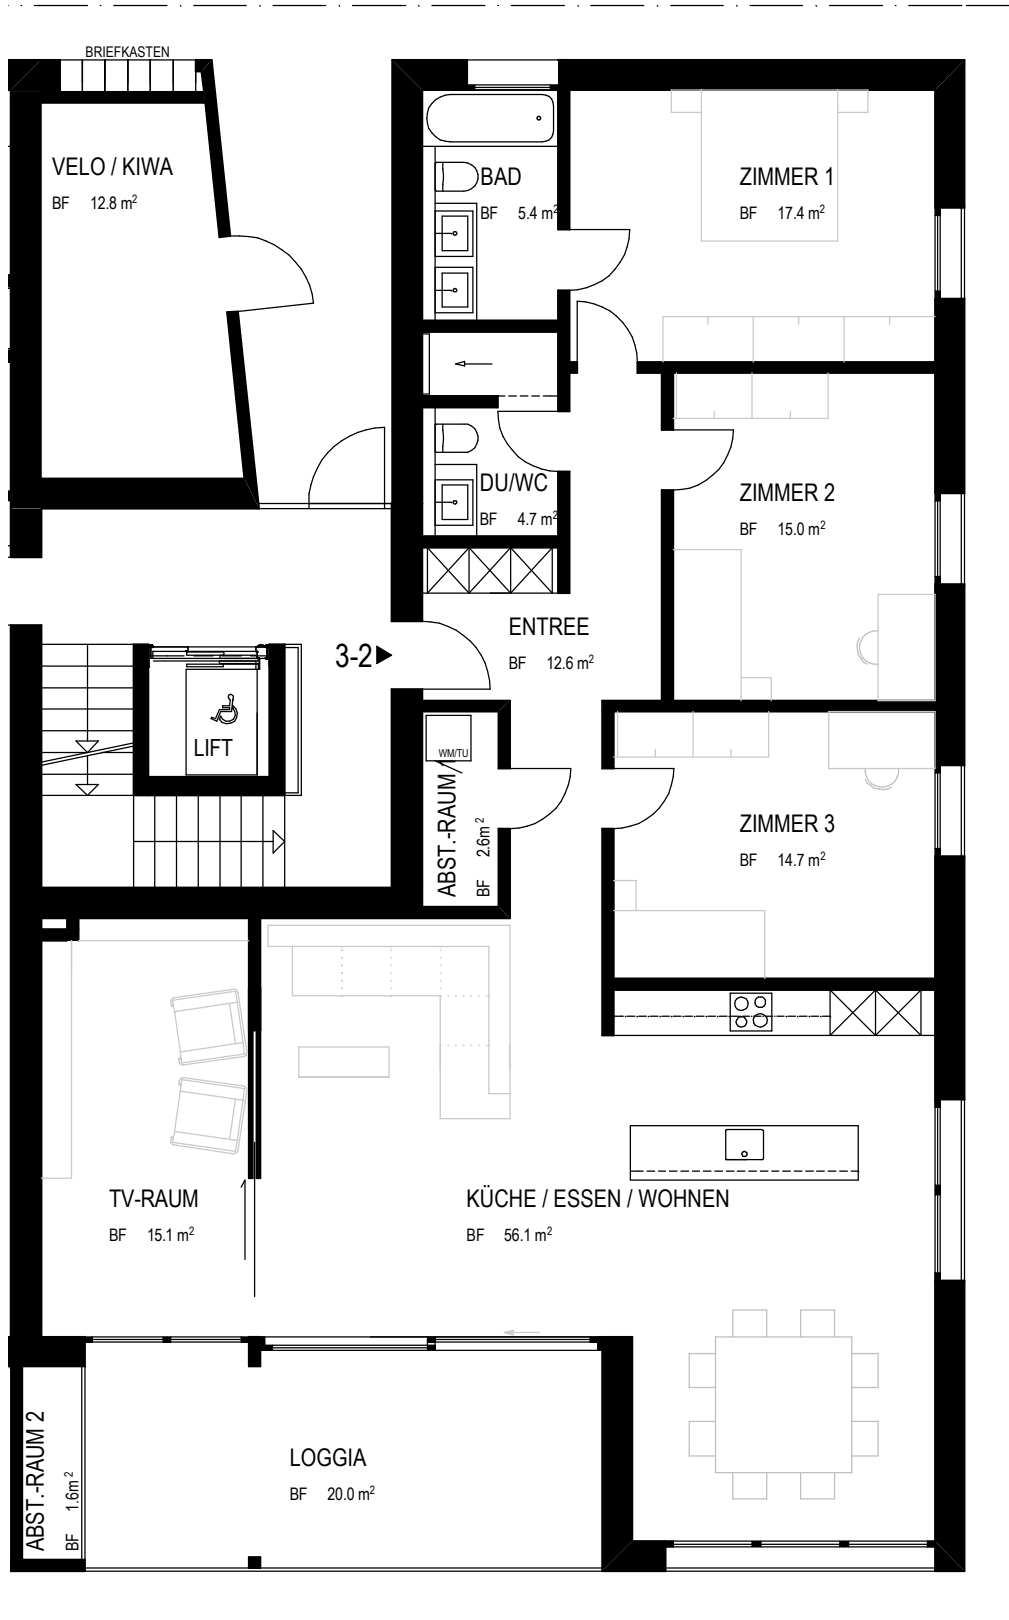 BRIEFKASTEN
VELO / KIWA
BF 12.8 m²
BAD
BF 5.4 m²
ZIMMER 1
BF 17.4 m²
DU/WC
BF 4.7 m²
ZIMMER 2
BF 15.0 m²
ENTREE
BF 12.6 m²
3-2
LIFT
WM/TU
ABST.-RAUM 1
BF 2.6m²
ZIMMER 3
BF 14.7 m²
TV-RAUM
BF 15.1 m²
KÜCHE / ESSEN / WOHNEN
BF 56.1 m²
LOGGIA
BF 20.0 m²
ABST.-RAUM 2
BF 1.6m²